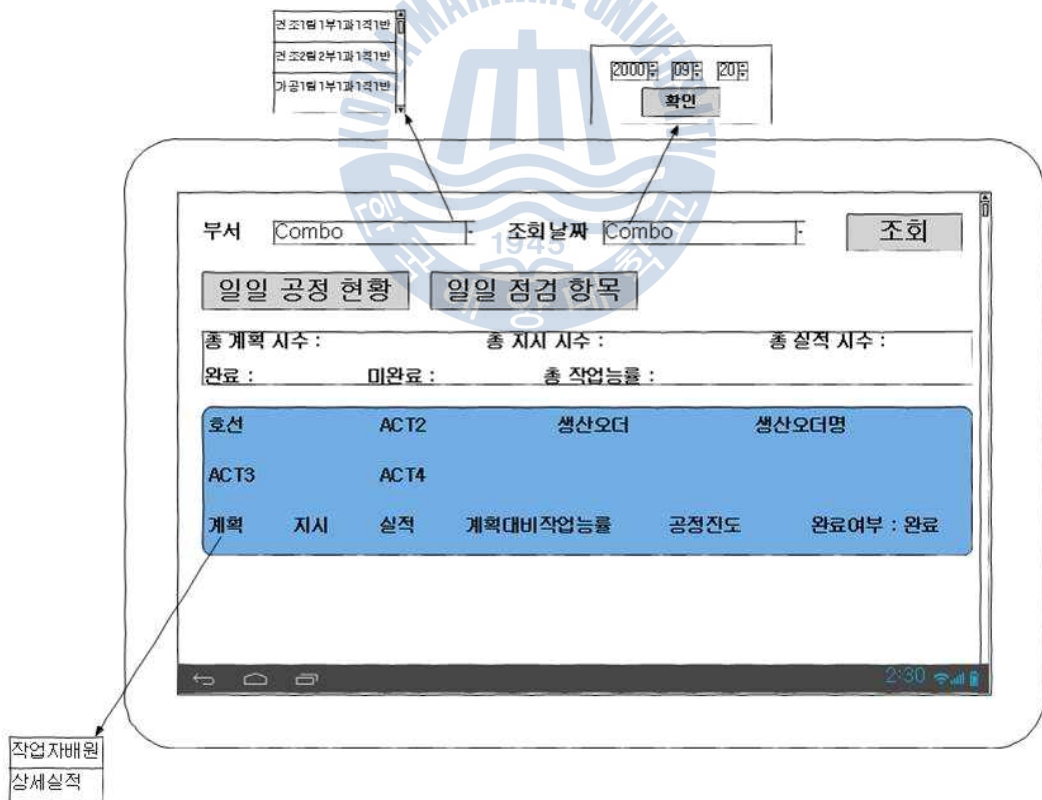 건조1팀1부1과1직1반
건조2팀2부1과1직1반
가공1팀1부1과1직1반
2000 09 20
확인
부서 Combo 조회날짜 Combo 조회
일일 공정 현황 일일 점검 항목
총 계획 시수 : 총 지시 시수 : 총 실적 시수 :
완료 : 미완료 : 총 작업능률 :
호선 ACT2 생산오더 생산오더명
ACT3 ACT4
계획 지시 실적 계획대비작업능률 공정진도 완료여부 : 완료
2:30
작업자배원
상세실적
1945